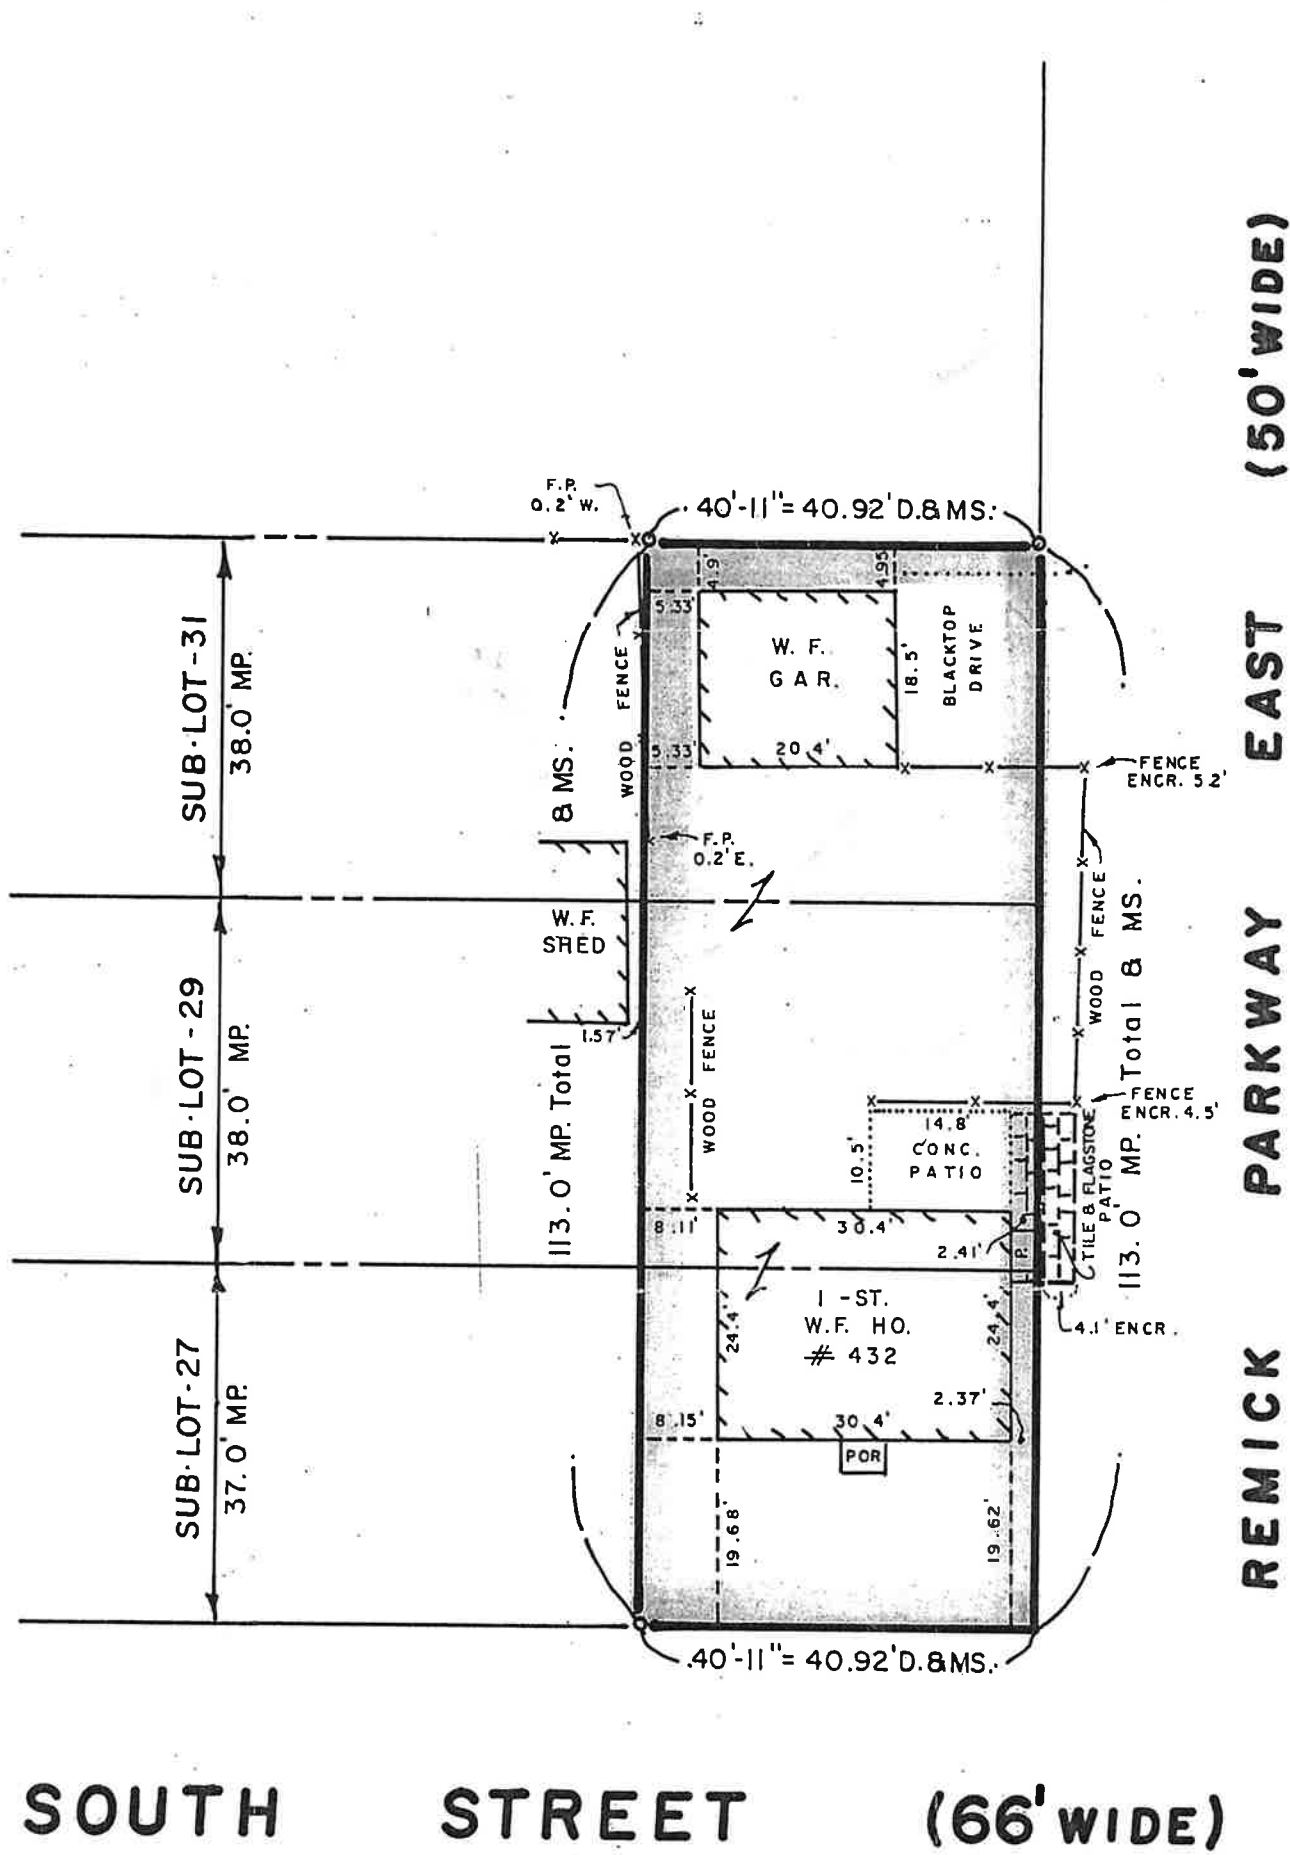 F.P.
0.2' W.
40'-11"= 40.92' D.&MS.
(50' WIDE)
EAST
PARKWAY
REMICK
SUB·LOT-31
38.0' MP.
SUB·LOT-29
38.0' MP.
SUB·LOT-27
37.0' MP.
113.0' MP. Total & MS.
WOOD FENCE
4.9'
4.95
5.33'
W. F.
GAR.
18.5'
BLACKTOP
DRIVE
5.33'
20.4'
FENCE
ENCR. 5.2'
F.P.
0.2' E.
W.F.
SHED
1.57'
WOOD FENCE
WOOD FENCE
113.0' MP. Total & MS.
FENCE
ENCR. 4.5'
14.8'
CONC.
PATIO
10.5'
TILE & FLAGSTONE
PATIO
8.11'
30.4'
2.41'
P.
1-ST.
W.F. HO.
# 432
24.4'
24.4'
4.1' ENCR.
2.37'
8.15'
30.4'
POR
19.68'
19.62'
40'-11"= 40.92' D.&MS.
SOUTH STREET (66' WIDE)